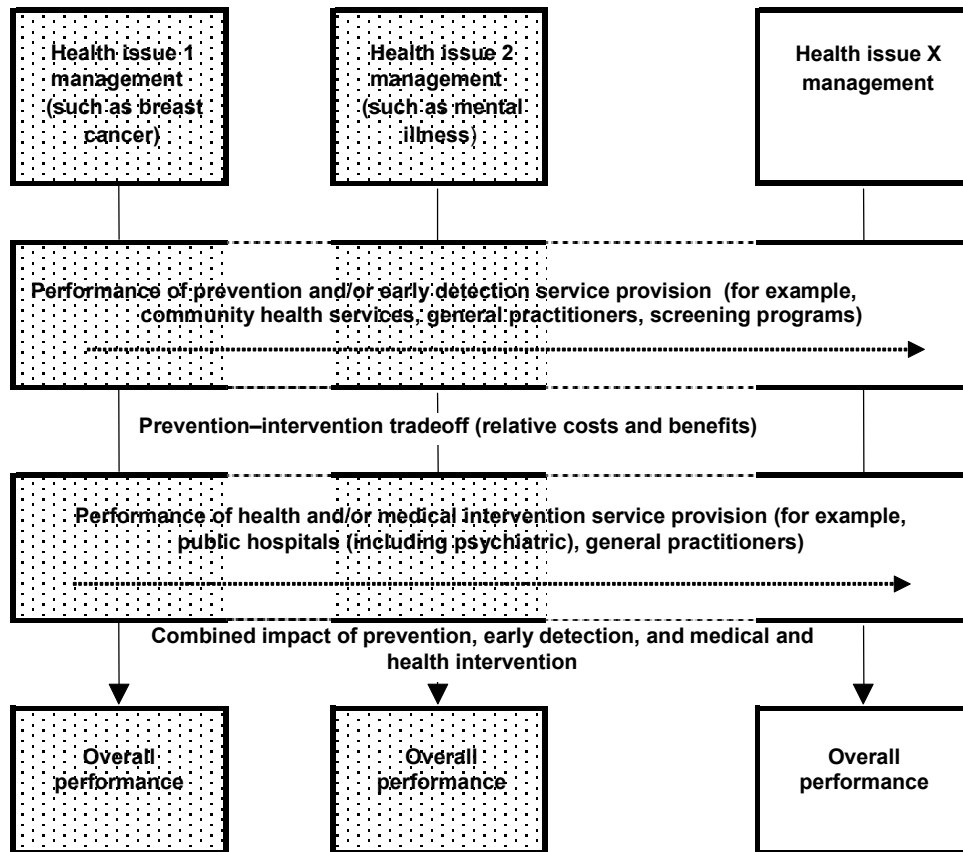 Health issue 1
management
(such as breast
cancer)
Health issue 2
management
(such as mental
illness)
Health issue X
management
Performance of prevention and/or early detection service provision (for example,
community health services, general practitioners, screening programs)
Prevention–intervention tradeoff (relative costs and benefits)
Performance of health and/or medical intervention service provision (for example,
public hospitals (including psychiatric), general practitioners)
Combined impact of prevention, early detection, and medical and
health intervention
Overall
performance
Overall
performance
Overall
performance